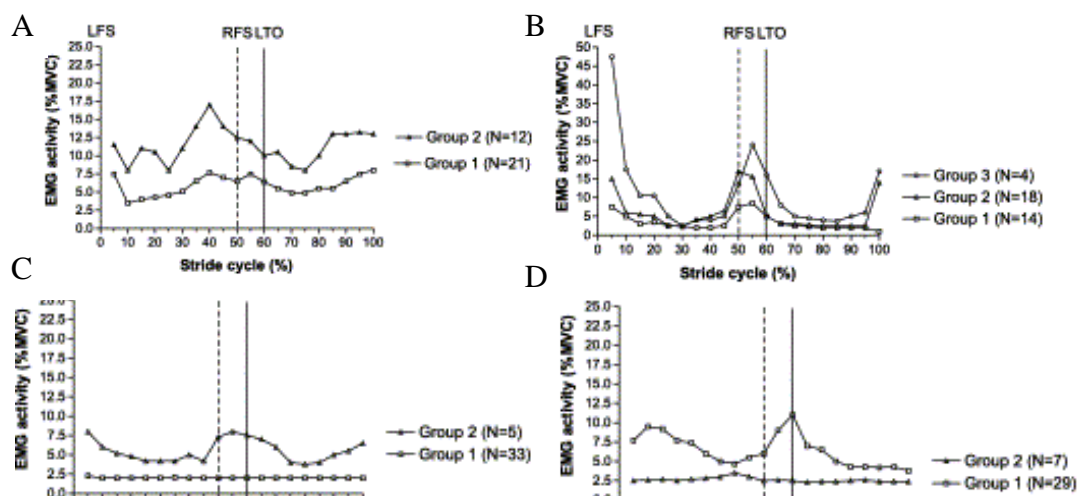 A
LFS
RFS LTO
EMG activity (%MVC)
25.0
22.5
20.0
17.5
15.0
12.5
10.0
7.5
5.0
2.5
0.0
0 10 20 30 40 50 60 70 80 90 100
Stride cycle (%)
Group 2 (N=12)
Group 1 (N=21)
B
LFS
RFS LTO
EMG activity (%MVC)
50
45
40
35
30
25
20
15
10
5
0
0 10 20 30 40 50 60 70 80 90 100
Stride cycle (%)
Group 3 (N=4)
Group 2 (N=18)
Group 1 (N=14)
C
EMG activity (%MVC)
22.5
20.0
17.5
15.0
12.5
10.0
7.5
5.0
2.5
0.0
Group 2 (N=5)
Group 1 (N=33)
D
EMG activity (%MVC)
25.0
22.5
20.0
17.5
15.0
12.5
10.0
7.5
5.0
2.5
Group 2 (N=7)
Group 1 (N=29)